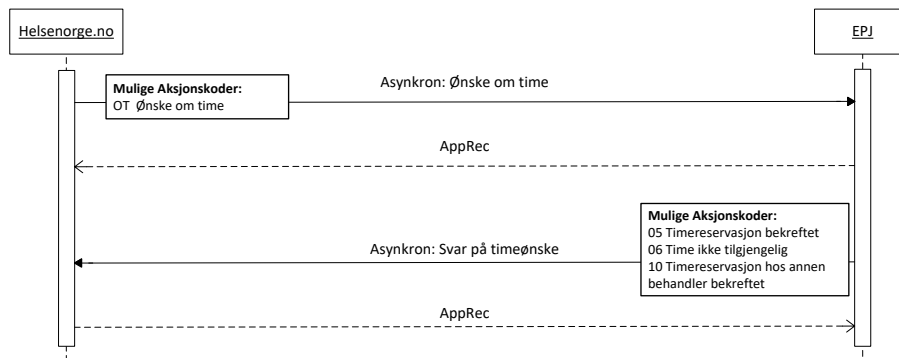 Helsenorge.no
EPJ
Asynkron: Ønske om time
Mulige Aksjonskoder:
OT Ønske om time
AppRec
Mulige Aksjonskoder:
05 Timereservasjon bekreftet
06 Time ikke tilgjengelig
10 Timereservasjon hos annen
behandler bekreftet
Asynkron: Svar på timeønske
AppRec